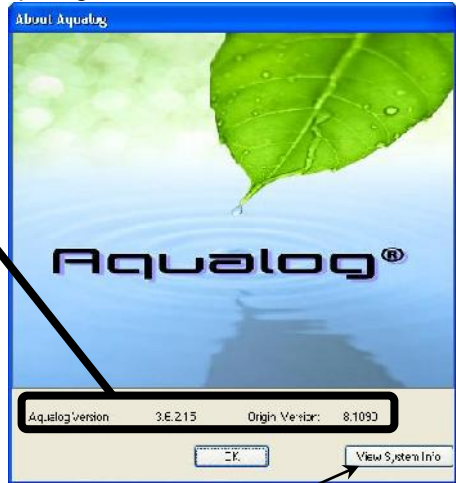 About Aqualog
Aqualog®
Aqualog Version 3.6.2.15 Origin Version: 8.1090
OK View System Info